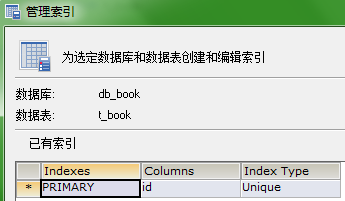 管理索引
为选定数据库和数据表创建和编辑索引
数据库: db_book
数据表: t_book
已有索引
Indexes Columns Index Type
* PRIMARY id Unique